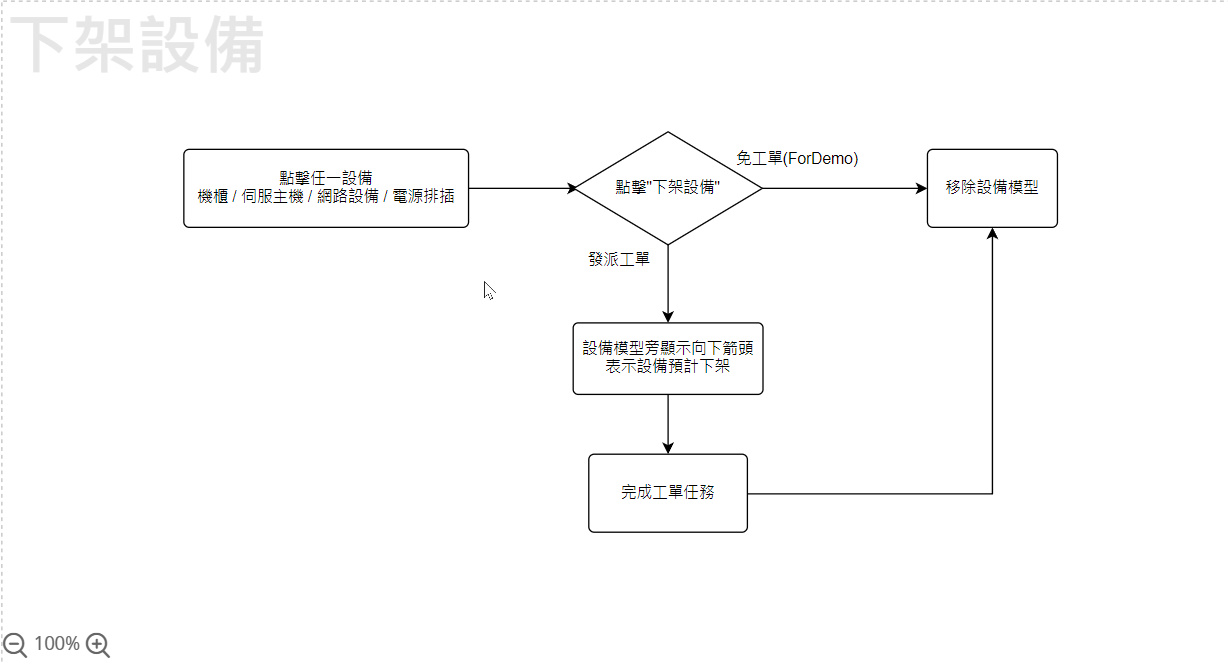 下架設備
點擊任一設備
機櫃 / 伺服主機 / 網路設備 / 電源排插
點擊"下架設備"
免工單(ForDemo)
移除設備模型
發派工單
設備模型旁顯示向下箭頭
表示設備預計下架
完成工單任務
100%